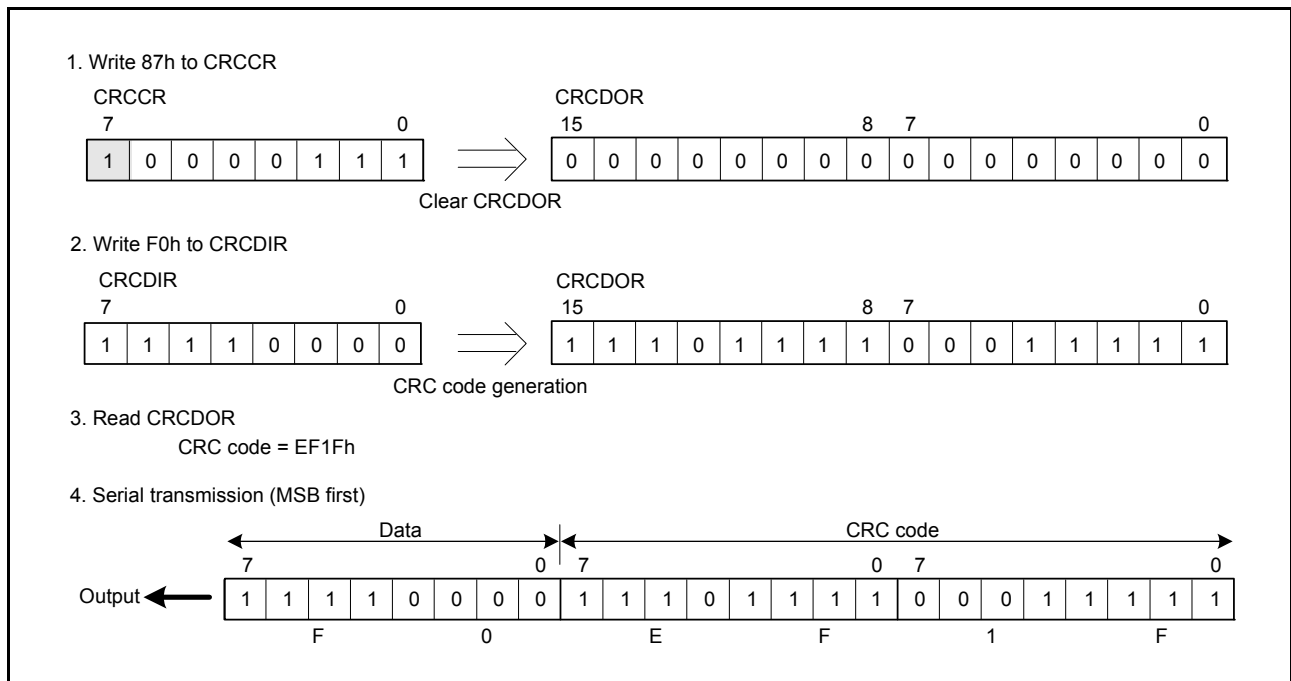 1. Write 87h to CRCCR
CRCCR
7 0
1 0 0 0 0 1 1 1
Clear CRCDOR
CRCDOR
15 8 7 0
0 0 0 0 0 0 0 0 0 0 0 0 0 0 0 0
2. Write F0h to CRCDIR
CRCDIR
7 0
1 1 1 1 0 0 0 0
CRC code generation
CRCDOR
15 8 7 0
1 1 1 0 1 1 1 1 0 0 0 1 1 1 1 1
3. Read CRCDOR
CRC code = EF1Fh
4. Serial transmission (MSB first)
Data CRC code
7 0 7 0 7 0
Output 1 1 1 1 0 0 0 0 1 1 1 0 1 1 1 1 0 0 0 1 1 1 1 1
F 0 E F 1 F